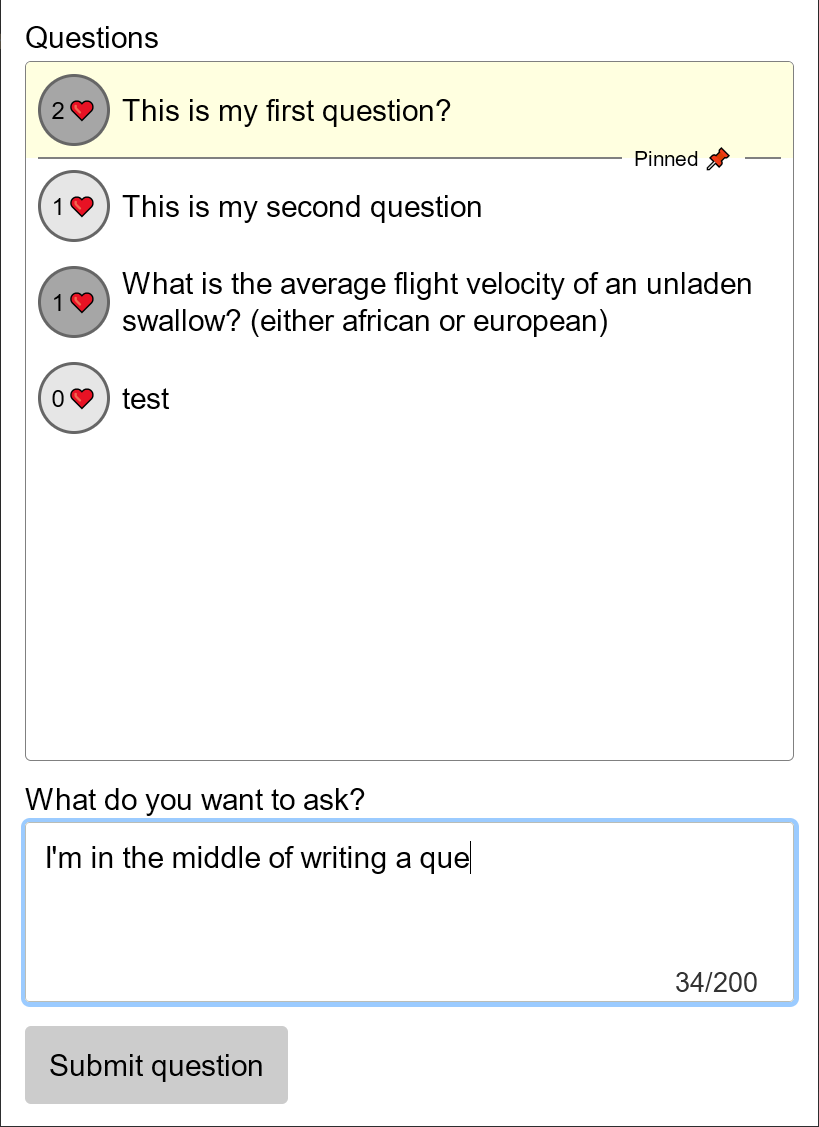 Questions
2 This is my first question?
Pinned
1 This is my second question
1 What is the average flight velocity of an unladen
swallow? (either african or european)
0 test
What do you want to ask?
I'm in the middle of writing a que
34/200
Submit question